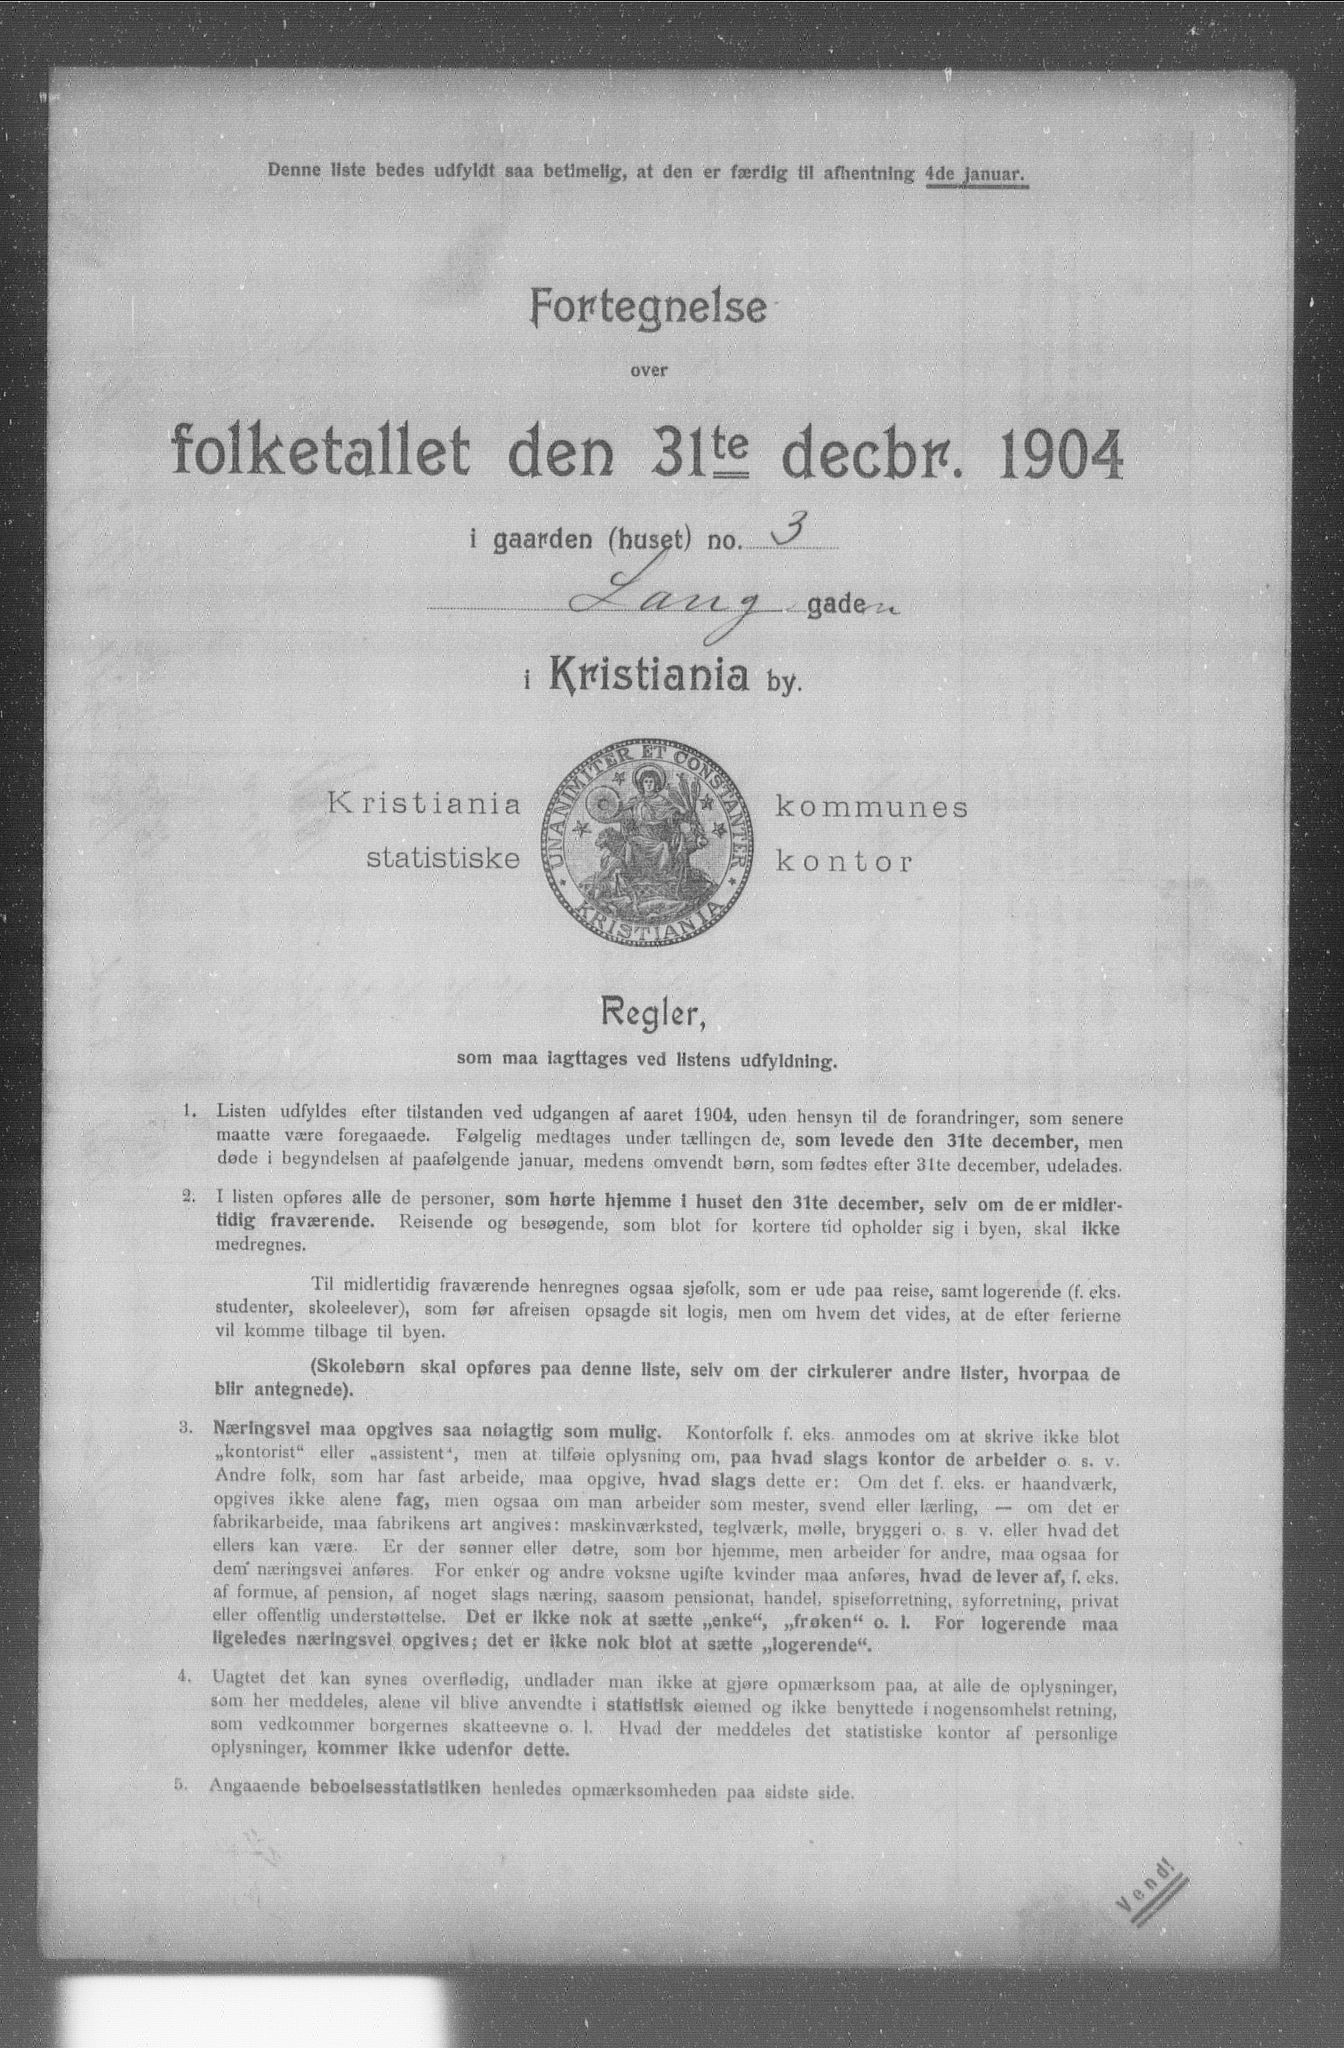 Denne liste bedes udfyldt saa betimelig, at den er færdig til afhentning 4de januar.
Fortegnelse
over
folketallet den 31te decbr. 1904
i gaarden (huset) no. 3
Lang gaden
i Kristiania by.
Kristiania kommunes
statistiske kontor
UNANIMITER ET CONSTANTER
KRISTIANIA
Regler,
som maa iagttages ved listens udfyldning.
1. Listen udfyldes efter tilstanden ved udgangen af aaret 1904, uden hensyn til de forandringer, som senere
maatte være foregaaede. Følgelig medtages under tællingen de, som levede den 31te december, men
døde i begyndelsen af paafølgende januar, medens omvendt børn, som fødtes efter 31te december, udelades.
2. I listen opføres alle de personer, som hørte hjemme i huset den 31te december, selv om de er midler-
tidig fraværende. Reisende og besøgende, som blot for kortere tid opholder sig i byen, skal ikke
medregnes.
Til midlertidig fraværende henregnes ogsaa sjøfolk, som er ude paa reise, samt logerende (f. eks.
studenter, skoleelever), som før afreisen opsagde sit logis, men om hvem det vides, at de efter ferierne
vil komme tilbage til byen.
(Skolebørn skal opføres paa denne liste, selv om der cirkulerer andre lister, hvorpaa de
blir antegnede).
3. Næringsvei maa opgives saa nøiagtig som mulig. Kontorfolk f. eks. anmodes om at skrive ikke blot
„kontorist“ eller „assistent“, men at tilføie oplysning om, paa hvad slags kontor de arbeider o. s. v.
Andre folk, som har fast arbeide, maa opgive, hvad slags dette er: Om det f. eks. er haandværk,
opgives ikke alene fag, men ogsaa om man arbeider som mester, svend eller lærling, — om det er
fabrikarbeide, maa fabrikens art angives: maskinværksted, teglværk, mølle, bryggeri o. s. v. eller hvad det
ellers kan være. Er der sønner eller døtre, som bor hjemme, men arbeider for andre, maa ogsaa for
dem næringsvei anføres. For enker og andre voksne ugifte kvinder maa anføres, hvad de lever af, f. eks.
af formue, af pension, af noget slags næring, saasom pensionat, handel, spiseforretning, syforretning, privat
eller offentlig understøttelse. Det er ikke nok at sætte „enke“, „frøken“ o. l. For logerende maa
ligeledes næringsvei opgives; det er ikke nok blot at sætte „logerende“.
4. Uagtet det kan synes overflødig, undlader man ikke at gjøre opmærksom paa, at alle de oplysninger,
som her meddeles, alene vil blive anvendte i statistisk øiemed og ikke benyttede i nogensomhelst retning,
som vedkommer borgernes skatteevne o. l. Hvad der meddeles det statistiske kontor af personlige
oplysninger, kommer ikke udenfor dette.
5. Angaaende beboelsesstatistiken henledes opmærksomheden paa sidste side.
Vend!